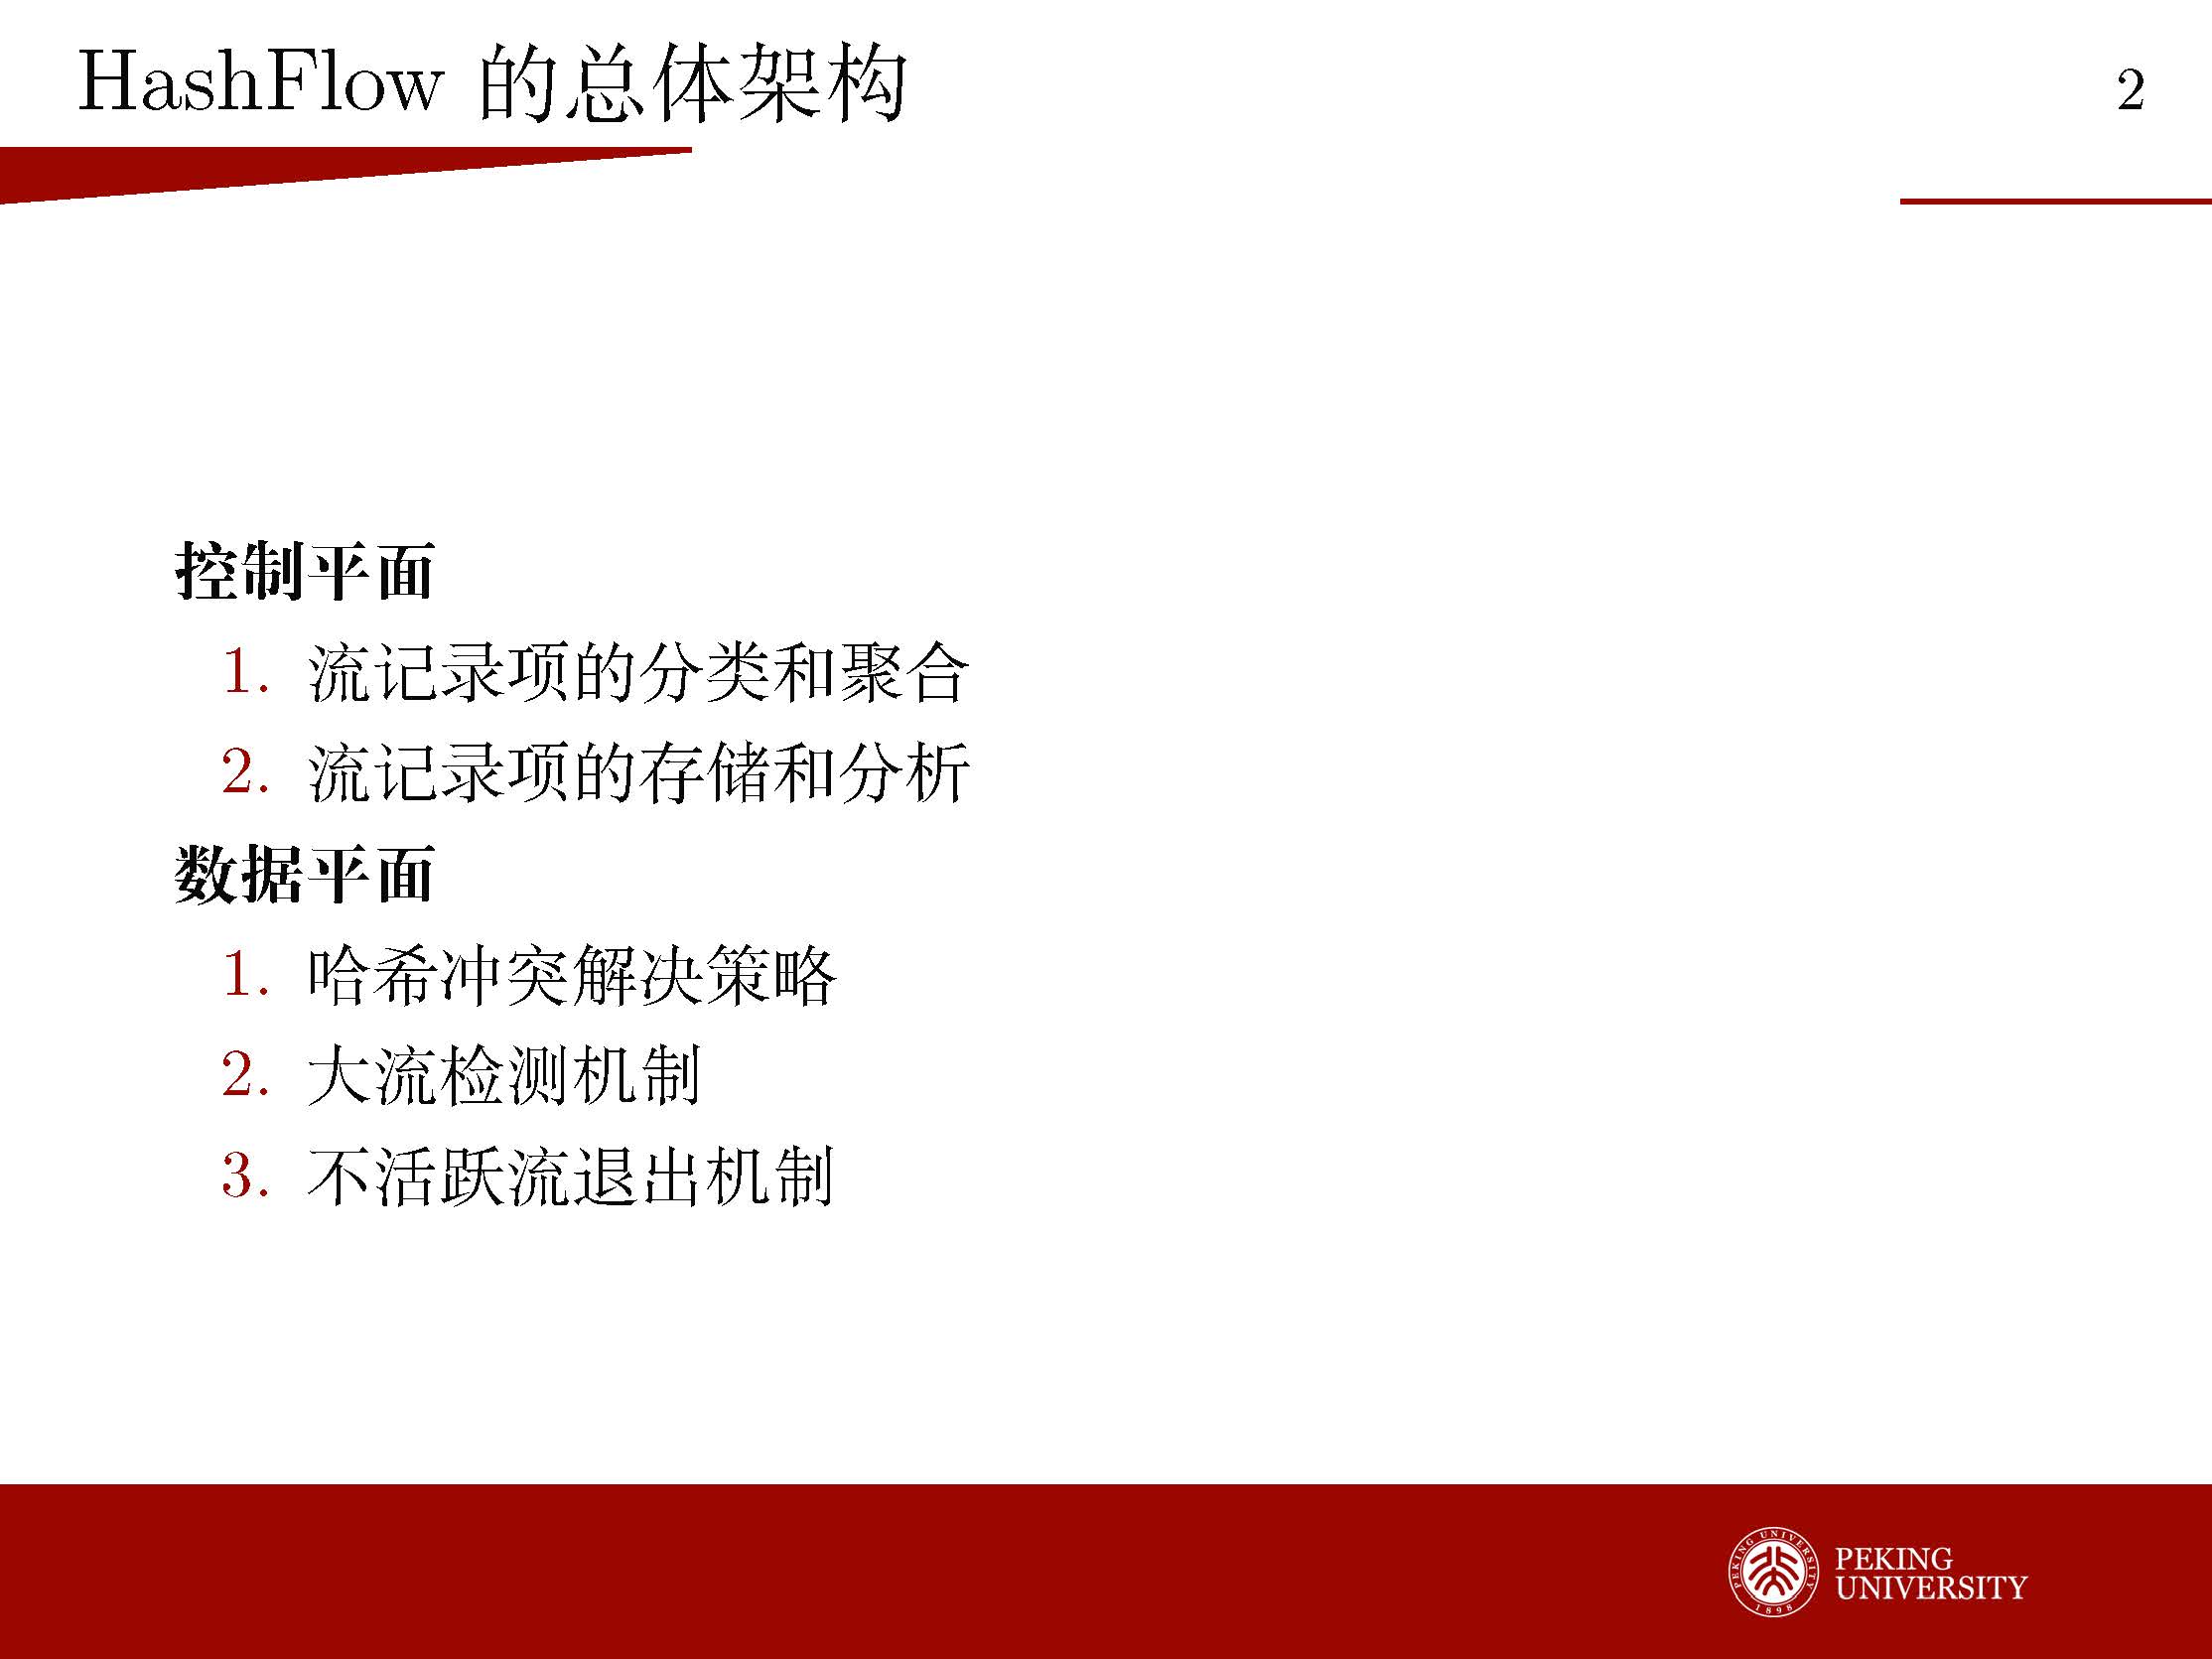 HashFlow 的总体架构
2
控制平面
1. 流记录项的分类和聚合
2. 流记录项的存储和分析
数据平面
1. 哈希冲突解决策略
2. 大流检测机制
3. 不活跃流退出机制
PEKING UNIVERSITY
1898
PEKING
UNIVERSITY